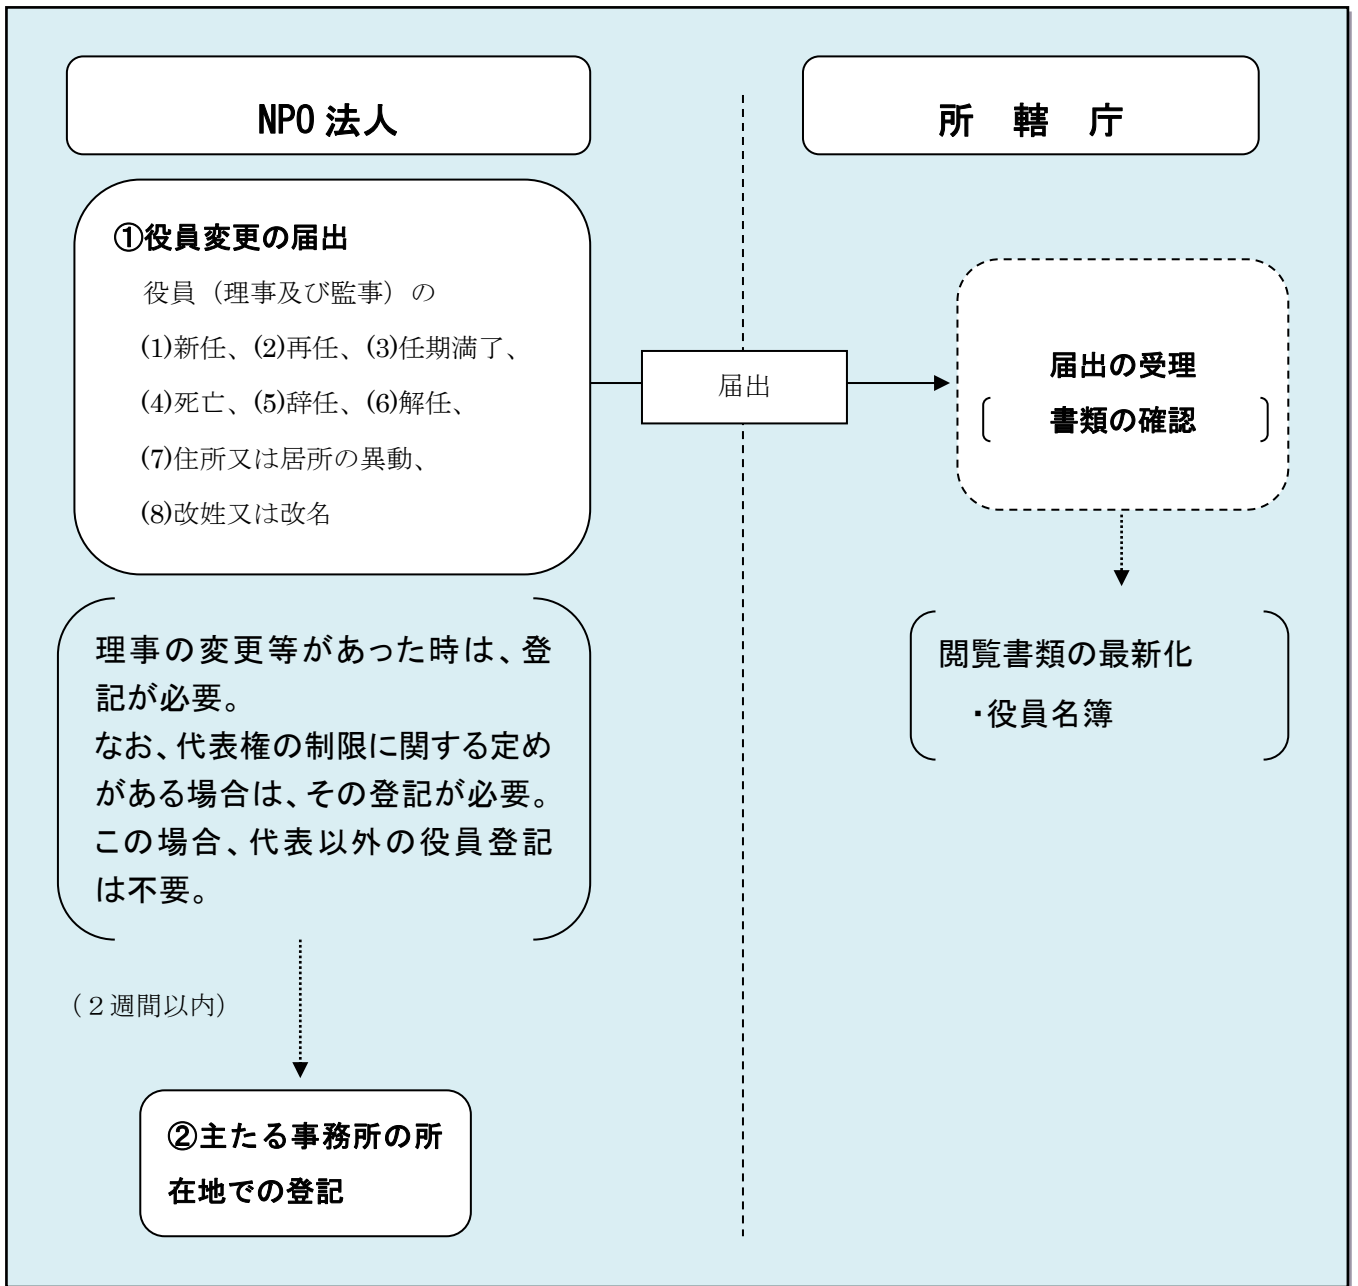 NPO 法人
所　轄　庁
①役員変更の届出
役員（理事及び監事）の
(1)新任、(2)再任、(3)任期満了、
(4)死亡、(5)辞任、(6)解任、
(7)住所又は居所の異動、
(8)改姓又は改名
届出
届出の受理
書類の確認
理事の変更等があった時は、登
記が必要。
なお、代表権の制限に関する定め
がある場合は、その登記が必要。
この場合、代表以外の役員登記
は不要。
閲覧書類の最新化
・役員名簿
（２週間以内）
②主たる事務所の所
在地での登記